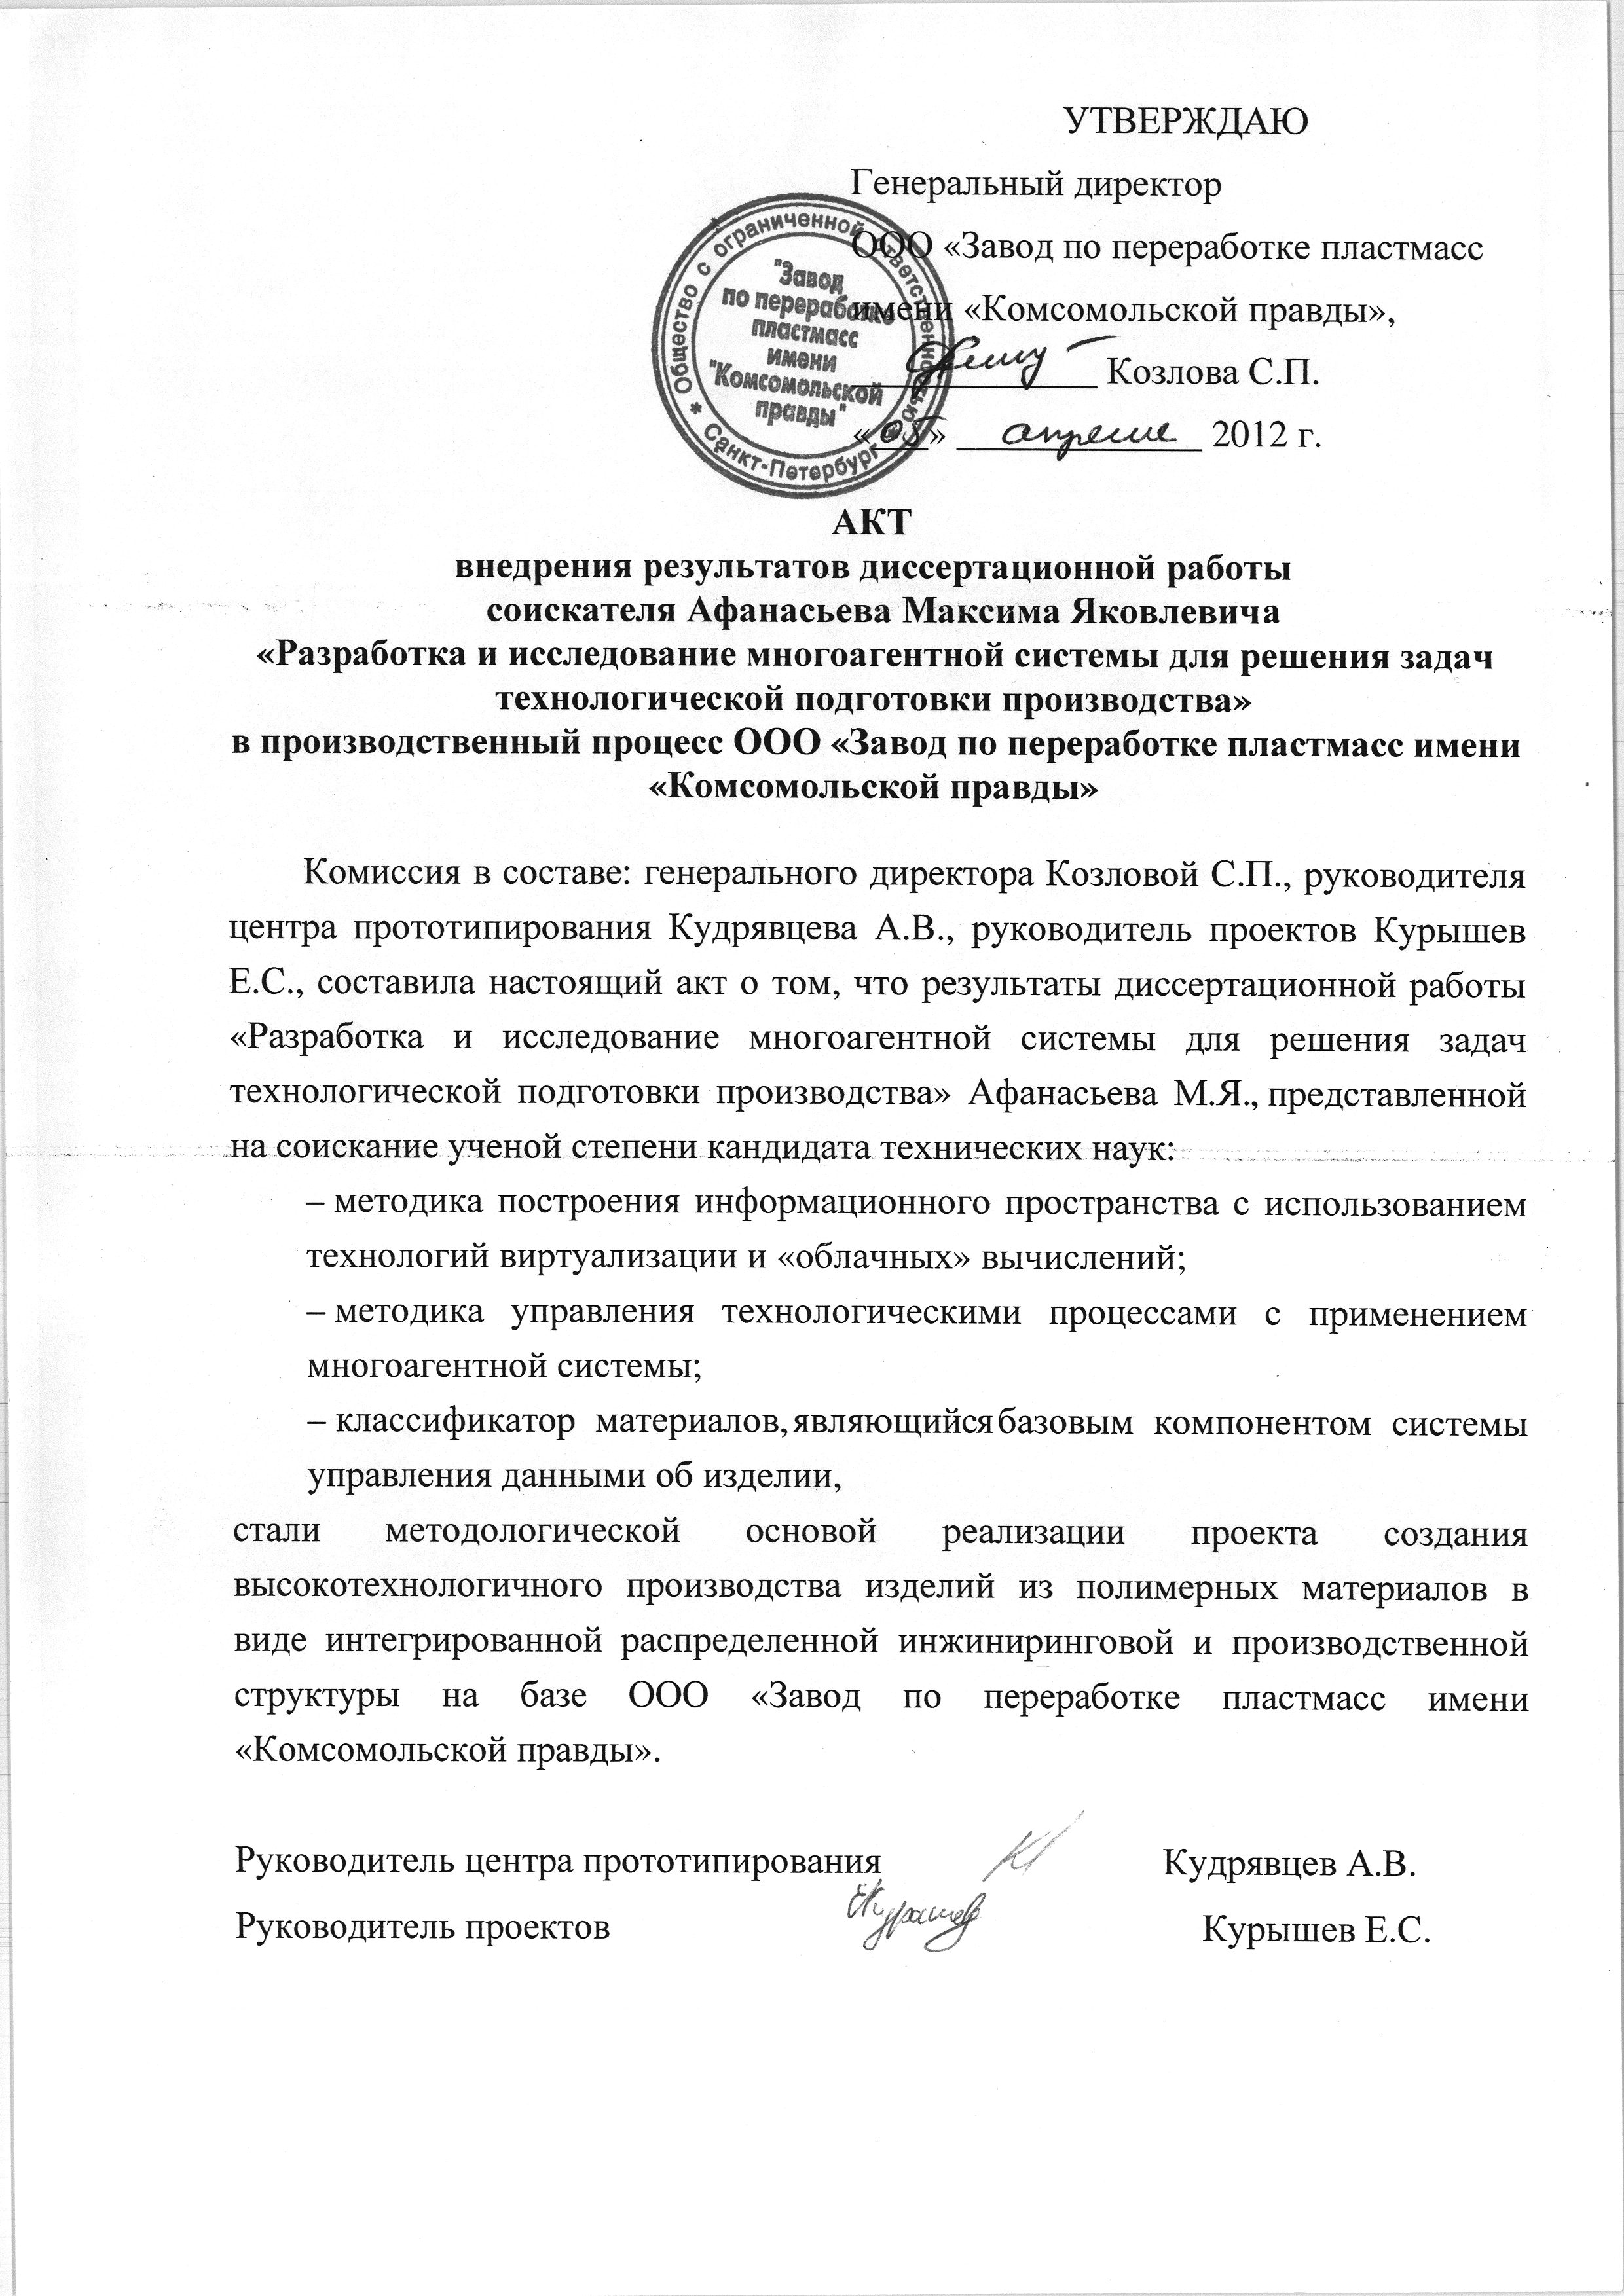 УТВЕРЖДАЮ
Генеральный директор
ООО «Завод по переработке пластмасс
имени «Комсомольской правды»,
Козлова С.П.
«05» апреля 2012 г.
Общество с ограниченной ответственностью
* Санкт-Петербург *
"Завод
по переработке
пластмасс
имени
"Комсомольской
правды"
АКТ
внедрения результатов диссертационной работы
соискателя Афанасьева Максима Яковлевича
«Разработка и исследование многоагентной системы для решения задач
технологической подготовки производства»
в производственный процесс ООО «Завод по переработке пластмасс имени
«Комсомольской правды»
Комиссия в составе: генерального директора Козловой С.П., руководителя
центра прототипирования Кудрявцева А.В., руководитель проектов Курышев
Е.С., составила настоящий акт о том, что результаты диссертационной работы
«Разработка и исследование многоагентной системы для решения задач
технологической подготовки производства» Афанасьева М.Я., представленной
на соискание ученой степени кандидата технических наук:
– методика построения информационного пространства с использованием
технологий виртуализации и «облачных» вычислений;
– методика управления технологическими процессами с применением
многоагентной системы;
– классификатор материалов, являющийся базовым компонентом системы
управления данными об изделии,
стали методологической основой реализации проекта создания
высокотехнологичного производства изделий из полимерных материалов в
виде интегрированной распределенной инжиниринговой и производственной
структуры на базе ООО «Завод по переработке пластмасс имени
«Комсомольской правды».
Руководитель центра прототипирования Кудрявцев А.В.
Руководитель проектов Курышев Е.С.